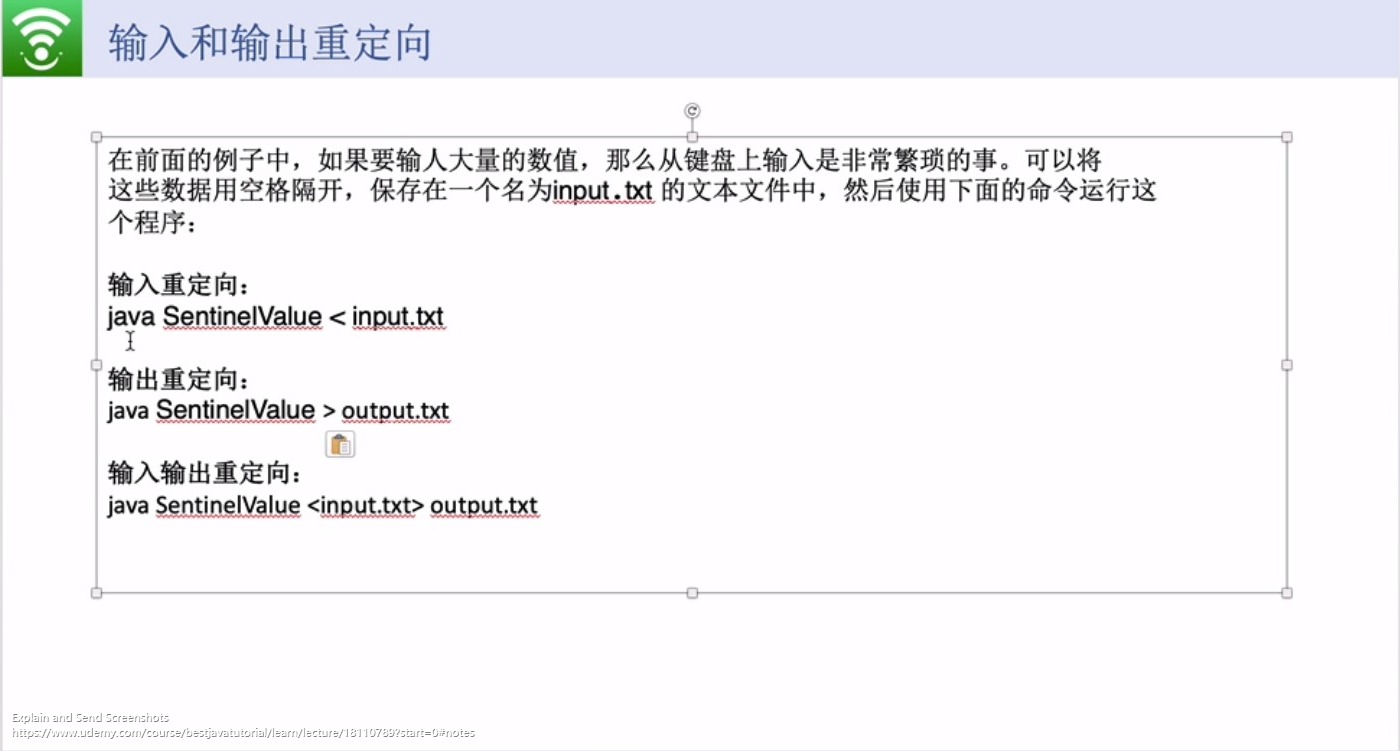 输入和输出重定向
在前面的例子中，如果要输人大量的数值，那么从键盘上输入是非常繁琐的事。可以将
这些数据用空格隔开，保存在一个名为input.txt 的文本文件中，然后使用下面的命令运行这
个程序：
输入重定向：
java SentinelValue < input.txt
输出重定向：
java SentinelValue > output.txt
输入输出重定向：
java SentinelValue <input.txt> output.txt
Explain and Send Screenshots
https://www.udemy.com/course/bestjavatutorial/learn/lecture/18110789?start=0#notes